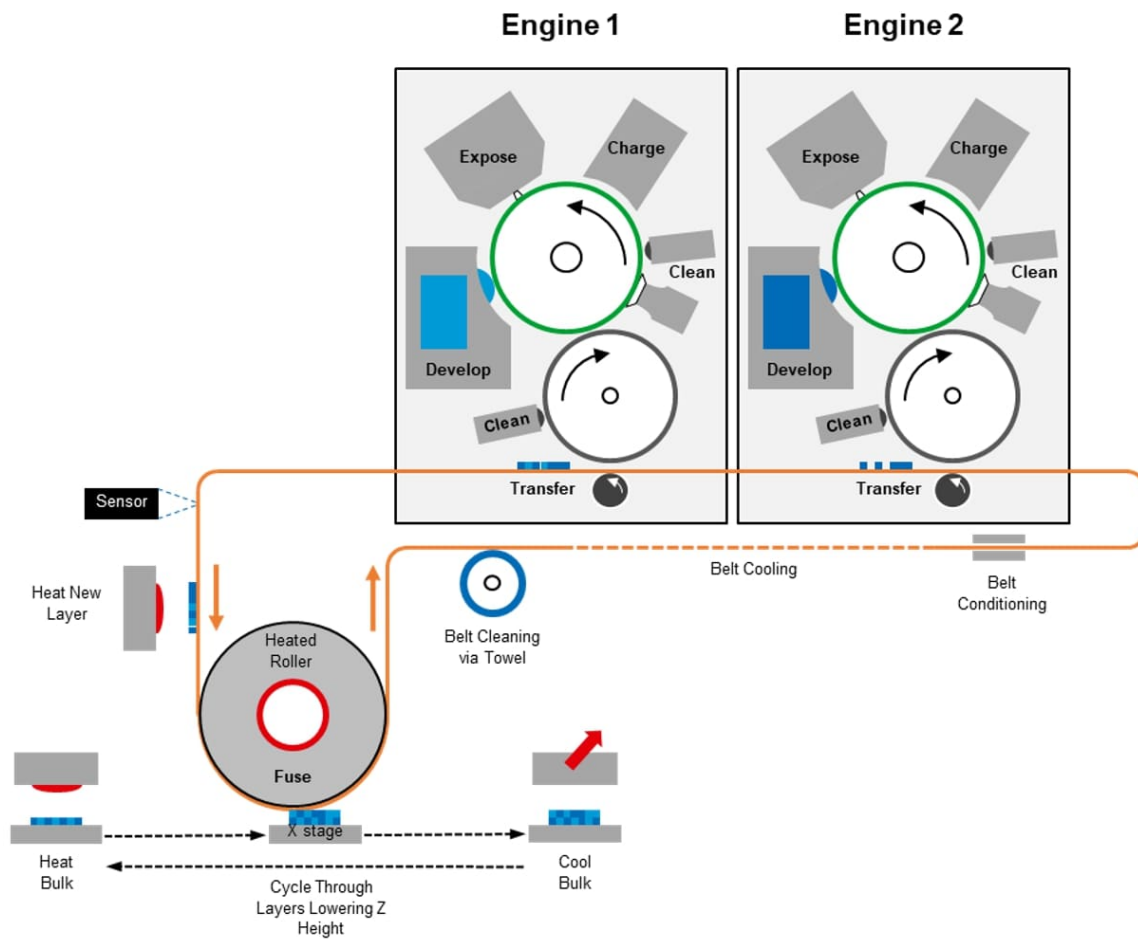 Engine 1
Engine 2
Expose
Charge
Clean
Develop
Clean
Transfer
Expose
Charge
Clean
Develop
Clean
Transfer
Sensor
Heat New
Layer
Belt Cooling
Belt
Conditioning
Belt Cleaning
via Towel
Heated
Roller
Fuse
X stage
Heat
Bulk
Cool
Bulk
Cycle Through
Layers Lowering Z
Height